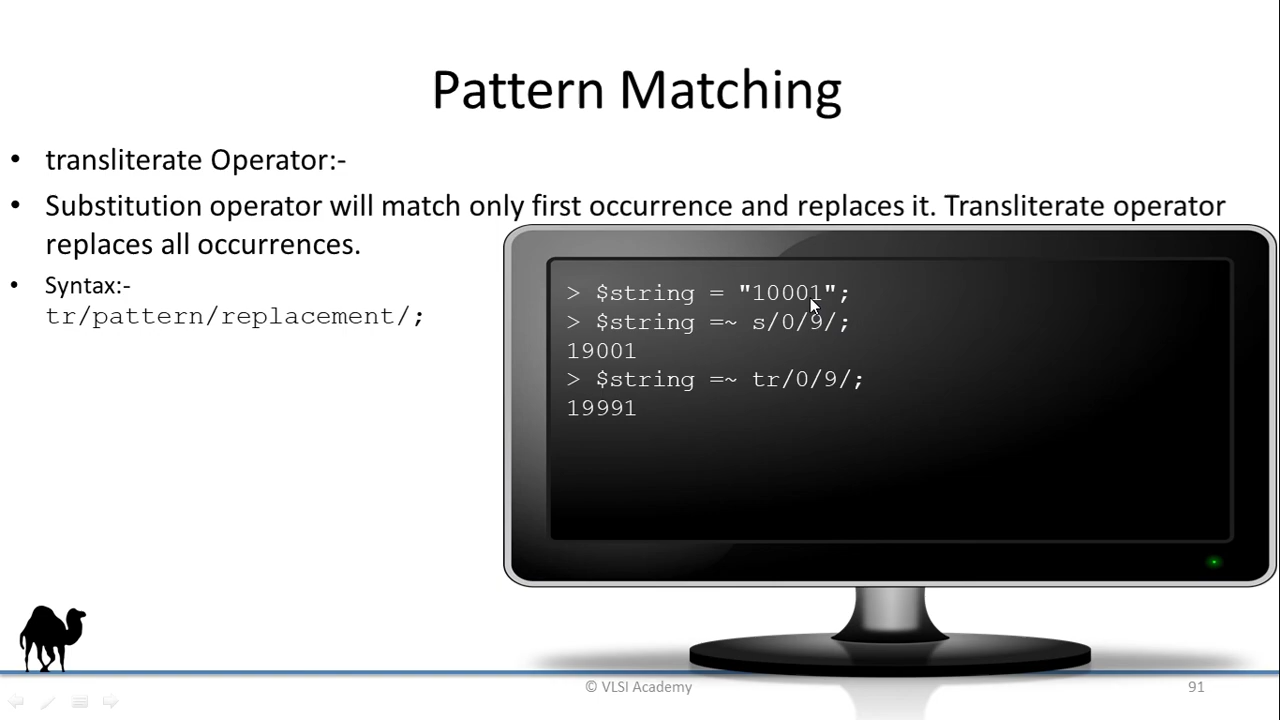 Pattern Matching
• transliterate Operator:-
• Substitution operator will match only first occurrence and replaces it. Transliterate operator
replaces all occurrences.
• Syntax:-
tr/pattern/replacement/;
> $string = "10001";
> $string =~ s/0/9/;
19001
> $string =~ tr/0/9/;
19991
© VLSI Academy
91